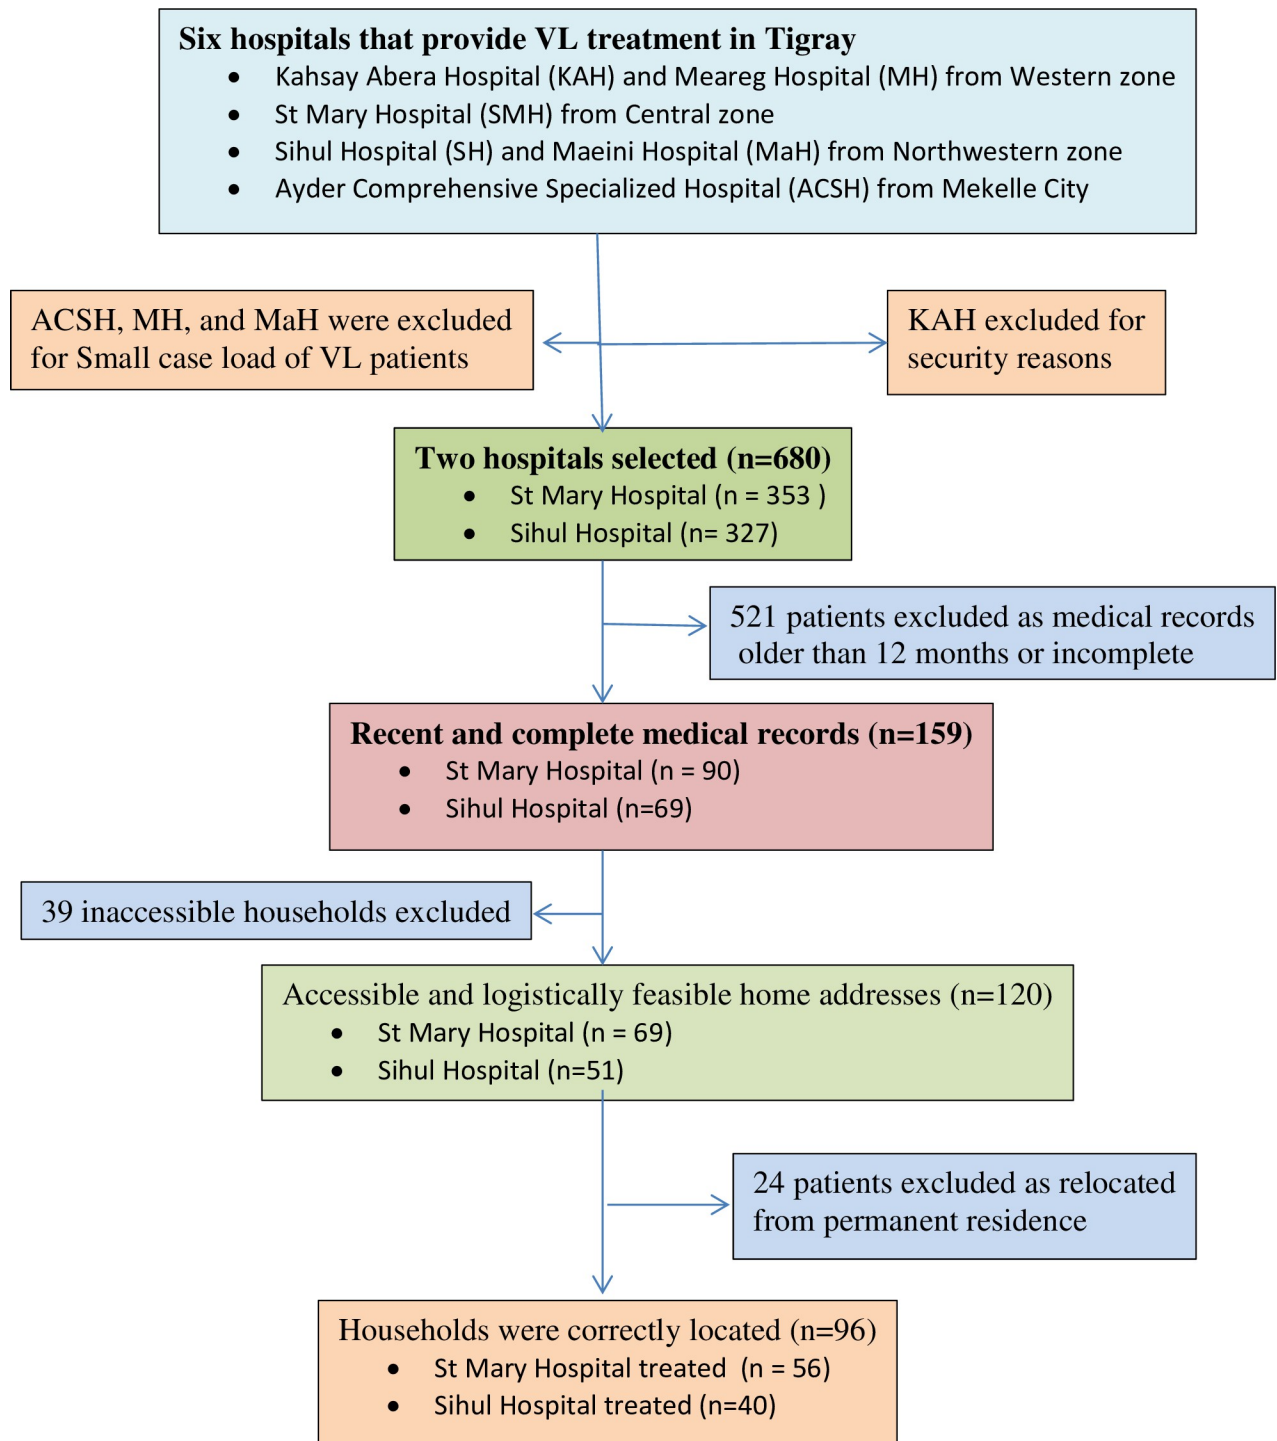 Six hospitals that provide VL treatment in Tigray
• Kahsay Abera Hospital (KAH) and Meareg Hospital (MH) from Western zone
• St Mary Hospital (SMH) from Central zone
• Sihul Hospital (SH) and Maeini Hospital (MaH) from Northwestern zone
• Ayder Comprehensive Specialized Hospital (ACSH) from Mekelle City
ACSH, MH, and MaH were excluded
for Small case load of VL patients
KAH excluded for
security reasons
Two hospitals selected (n=680)
• St Mary Hospital (n = 353 )
• Sihul Hospital (n= 327)
521 patients excluded as medical records
older than 12 months or incomplete
Recent and complete medical records (n=159)
• St Mary Hospital (n = 90)
• Sihul Hospital (n=69)
39 inaccessible households excluded
Accessible and logistically feasible home addresses (n=120)
• St Mary Hospital (n = 69)
• Sihul Hospital (n=51)
24 patients excluded as relocated
from permanent residence
Households were correctly located (n=96)
• St Mary Hospital treated (n = 56)
• Sihul Hospital treated (n=40)